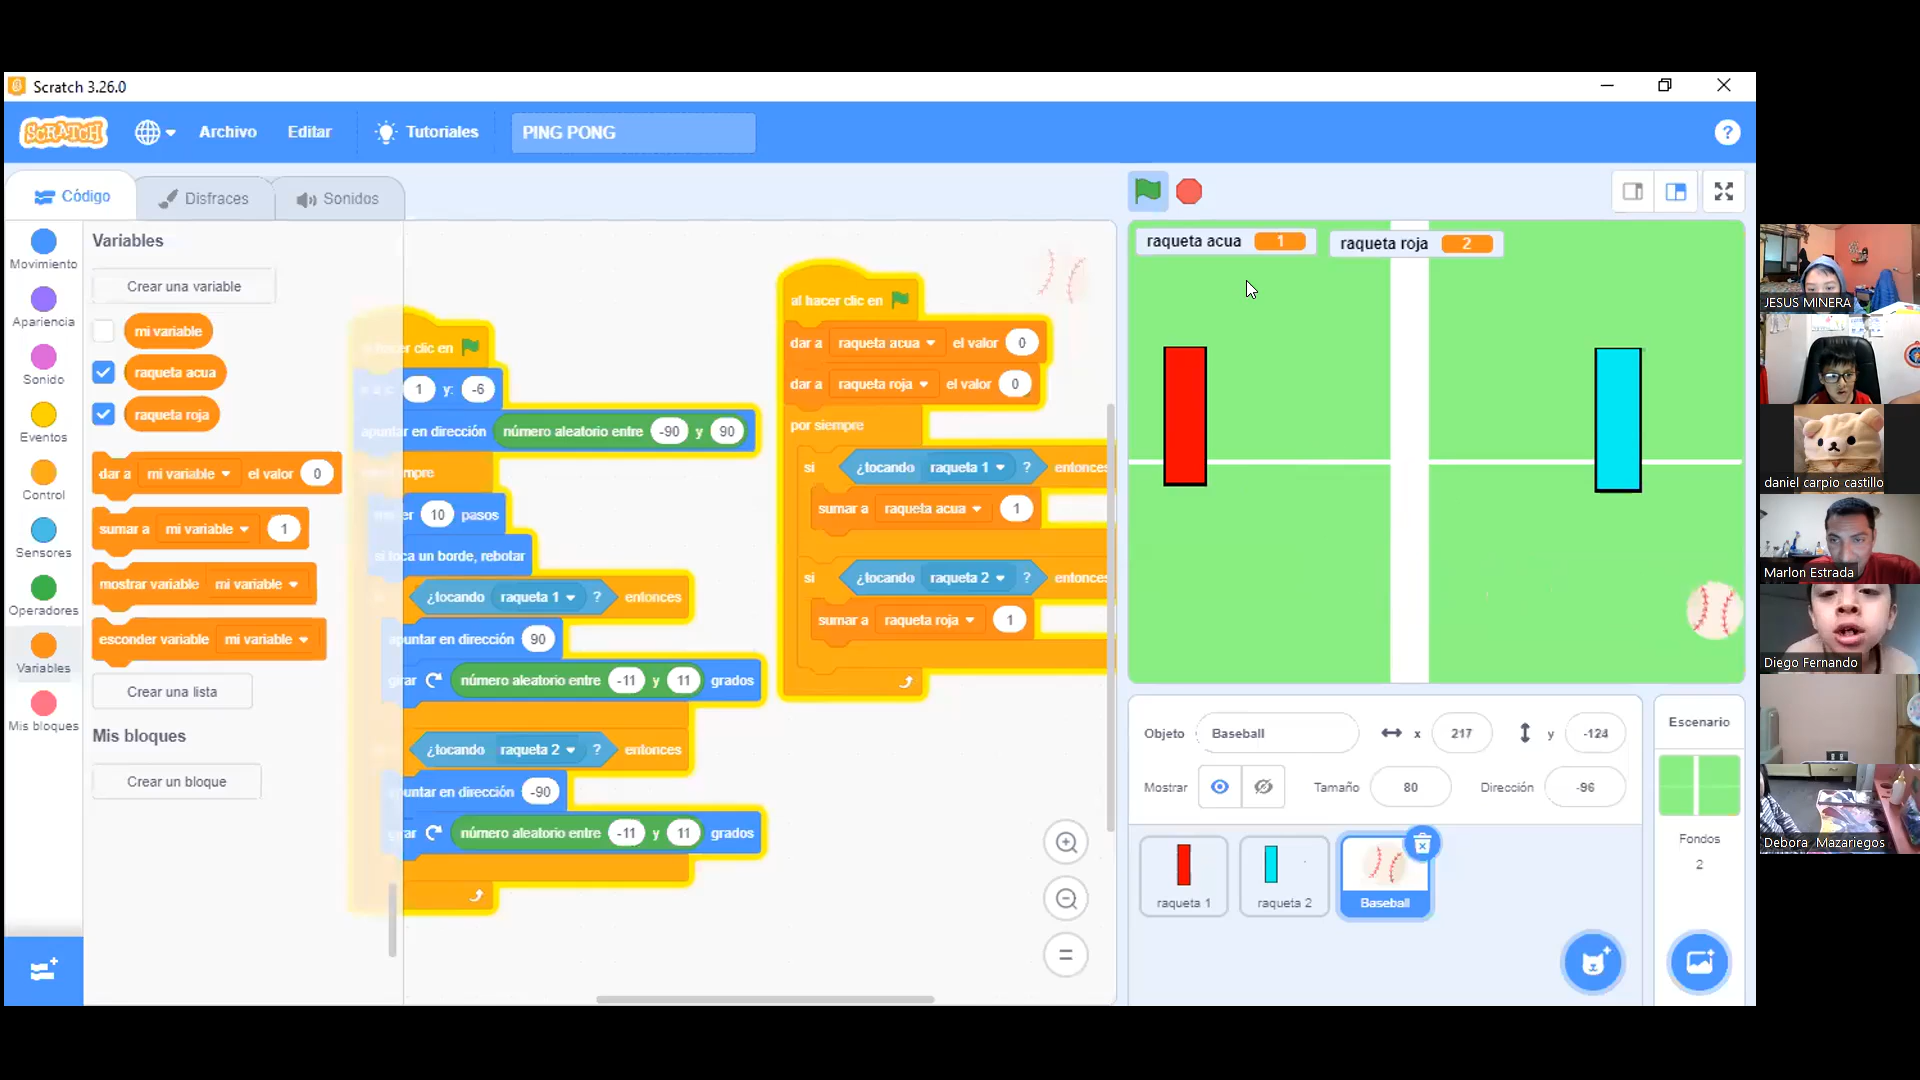 Scratch 3.26.0
SCRATCH
Archivo
Editar
Tutoriales
PING PONG
?
Código
Disfraces
Sonidos
Movimiento
Apariencia
Sonido
Eventos
Control
Sensores
Operadores
Variables
Mis bloques
Variables
Crear una variable
mi variable
raqueta acua
raqueta roja
dar a mi variable el valor 0
sumar a mi variable 1
mostrar variable mi variable
esconder variable mi variable
Crear una lista
Mis bloques
Crear un bloque
hacer clic en
1 y: -6
apuntar en dirección número aleatorio entre -90 y 90
mpre
er 10 pasos
si toca un borde, rebotar
¿tocando raqueta 1 ? entonces
apuntar en dirección 90
girar número aleatorio entre -11 y 11 grados
¿tocando raqueta 2 ? entonces
apuntar en dirección -90
girar número aleatorio entre -11 y 11 grados
al hacer clic en
dar a raqueta acua el valor 0
dar a raqueta roja el valor 0
por siempre
si ¿tocando raqueta 1 ? entonces
sumar a raqueta acua 1
si ¿tocando raqueta 2 ? entonces
sumar a raqueta roja 1
raqueta acua 1
raqueta roja 2
Objeto Baseball x 217 y -124
Mostrar Tamaño 80 Dirección -96
raqueta 1
raqueta 2
Baseball
Escenario
Fondos
2
JESUS MINERA
daniel carpio castillo
Marlon Estrada
Diego Fernando
Debora Mazariegos